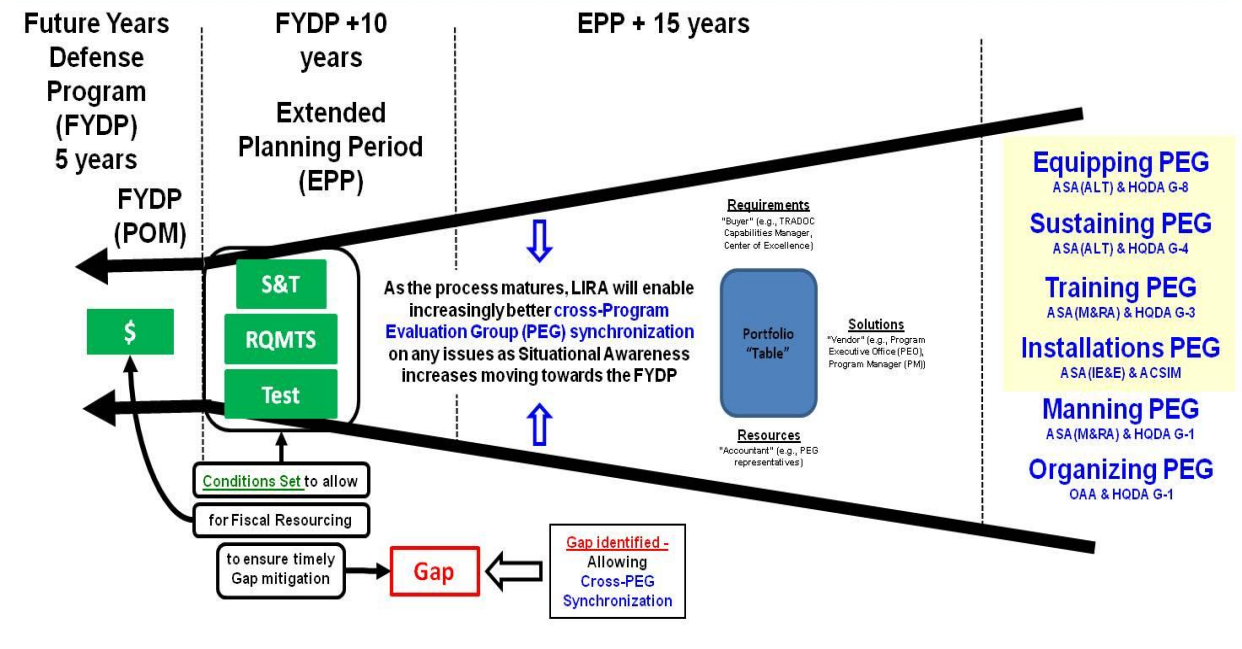 Future Years
Defense
Program
(FYDP)
5 years
FYDP
(POM)
$
FYDP +10
years
Extended
Planning Period
(EPP)
S&T
RQMTS
Test
Conditions Set to allow
for Fiscal Resourcing
to ensure timely
Gap mitigation
Gap
Gap identified -
Allowing
Cross-PEG
Synchronization
EPP + 15 years
As the process matures, LIRA will enable
increasingly better cross-Program
Evaluation Group (PEG) synchronization
on any issues as Situational Awareness
increases moving towards the FYDP
Requirements
"Buyer" (e.g., TRADOC
Capabilities Manager,
Center of Excellence)
Portfolio
"Table"
Solutions
"Vendor" (e.g., Program
Executive Office (PEO),
Program Manager (PM))
Resources
"Accountant" (e.g., PEG
representatives)
Equipping PEG
ASA(ALT) & HQDA G-8
Sustaining PEG
ASA(ALT) & HQDA G-4
Training PEG
ASA(M&RA) & HQDA G-3
Installations PEG
ASA(IE&E) & ACSIM
Manning PEG
ASA(M&RA) & HQDA G-1
Organizing PEG
OAA & HQDA G-1